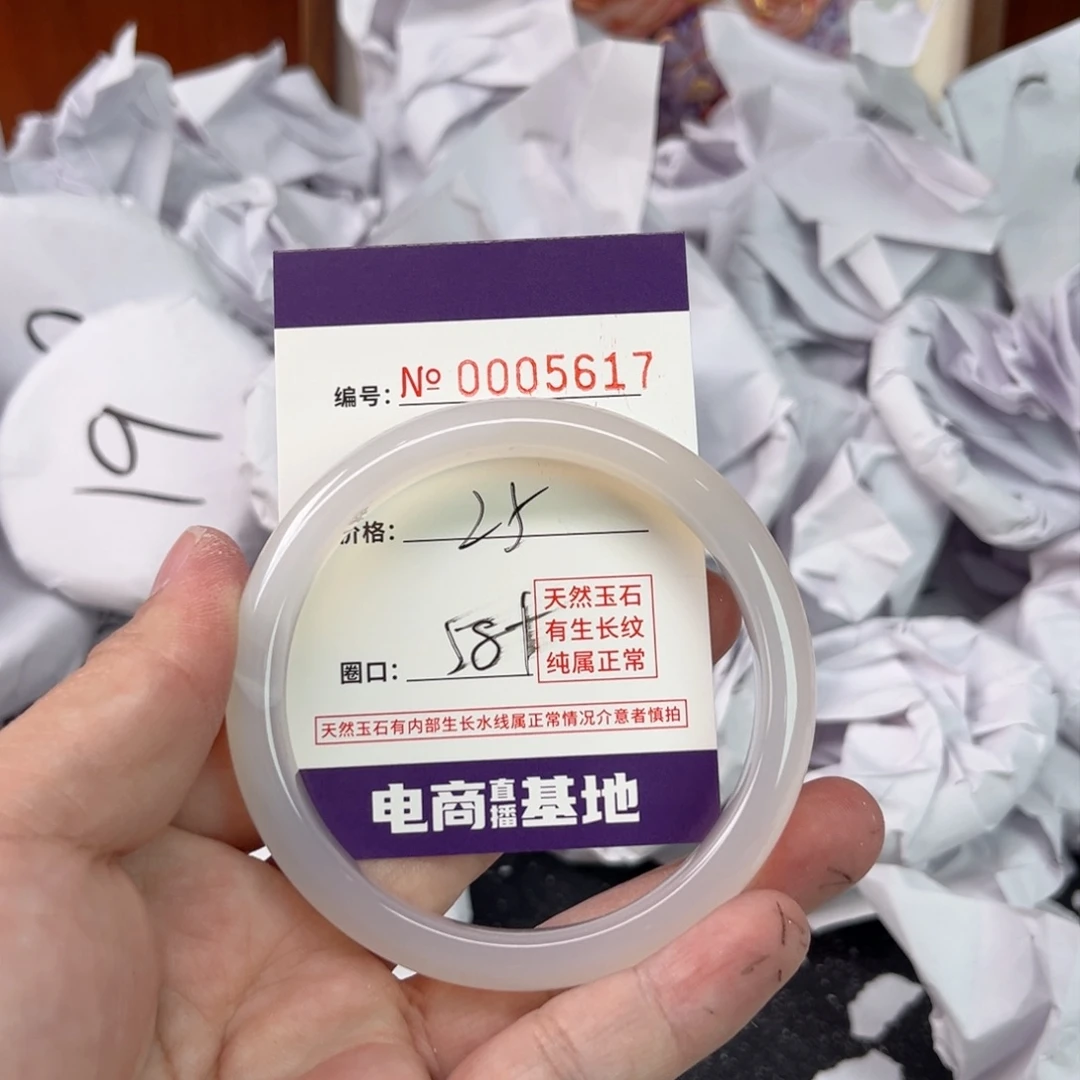 编号: № 0005617
价格: 25
圈口: 58+
天然玉石
有生长纹
纯属正常
天然玉石有内部生长水线属正常情况介意者慎拍
电商直播基地
19